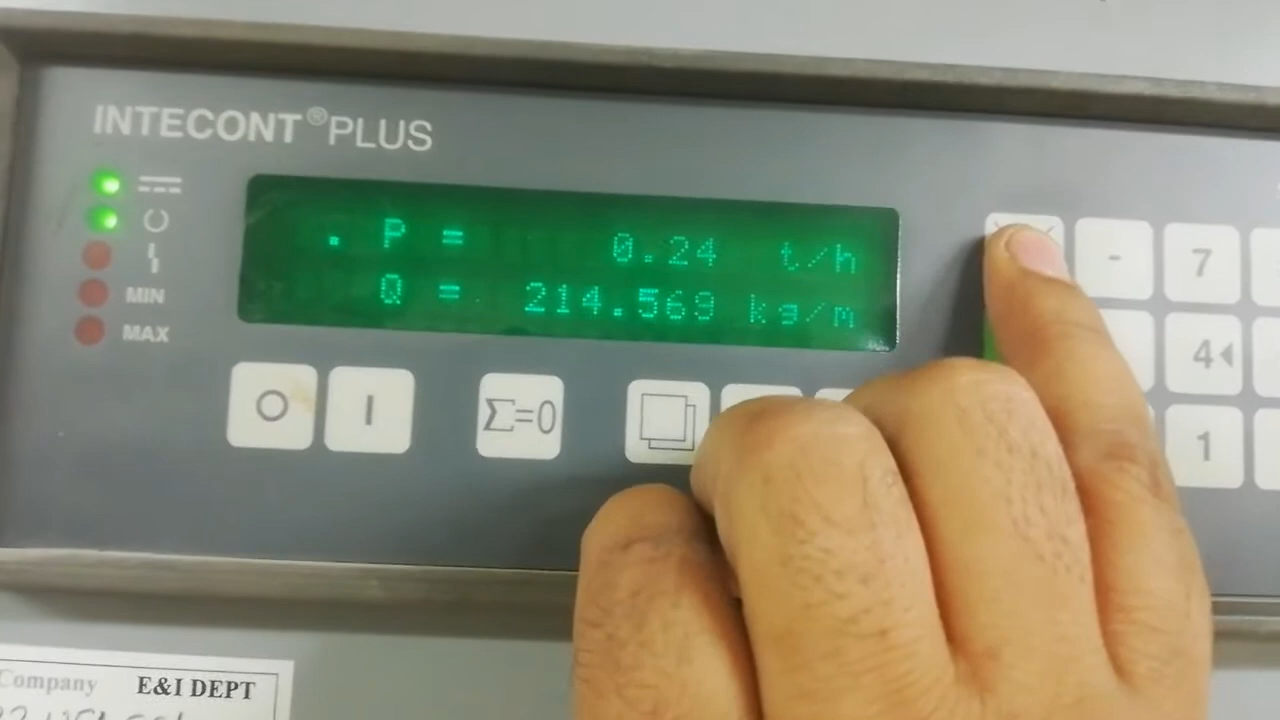 INTECONT® PLUS
. P = 0.24 t/h
Q = 214.569 kg/m
MIN
MAX
O I Σ=0
- 7
4
1
Company E&I DEPT